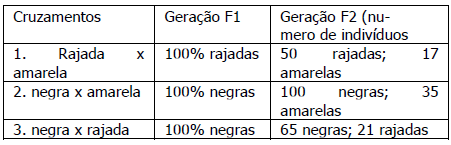 Cruzamentos Geração F1 Geração F2 (nu-
mero de indivíduos
1. Rajada x 100% rajadas 50 rajadas; 17
amarela amarelas
2. negra x amarela 100% negras 100 negras; 35
amarelas
3. negra x rajada 100% negras 65 negras; 21 rajadas